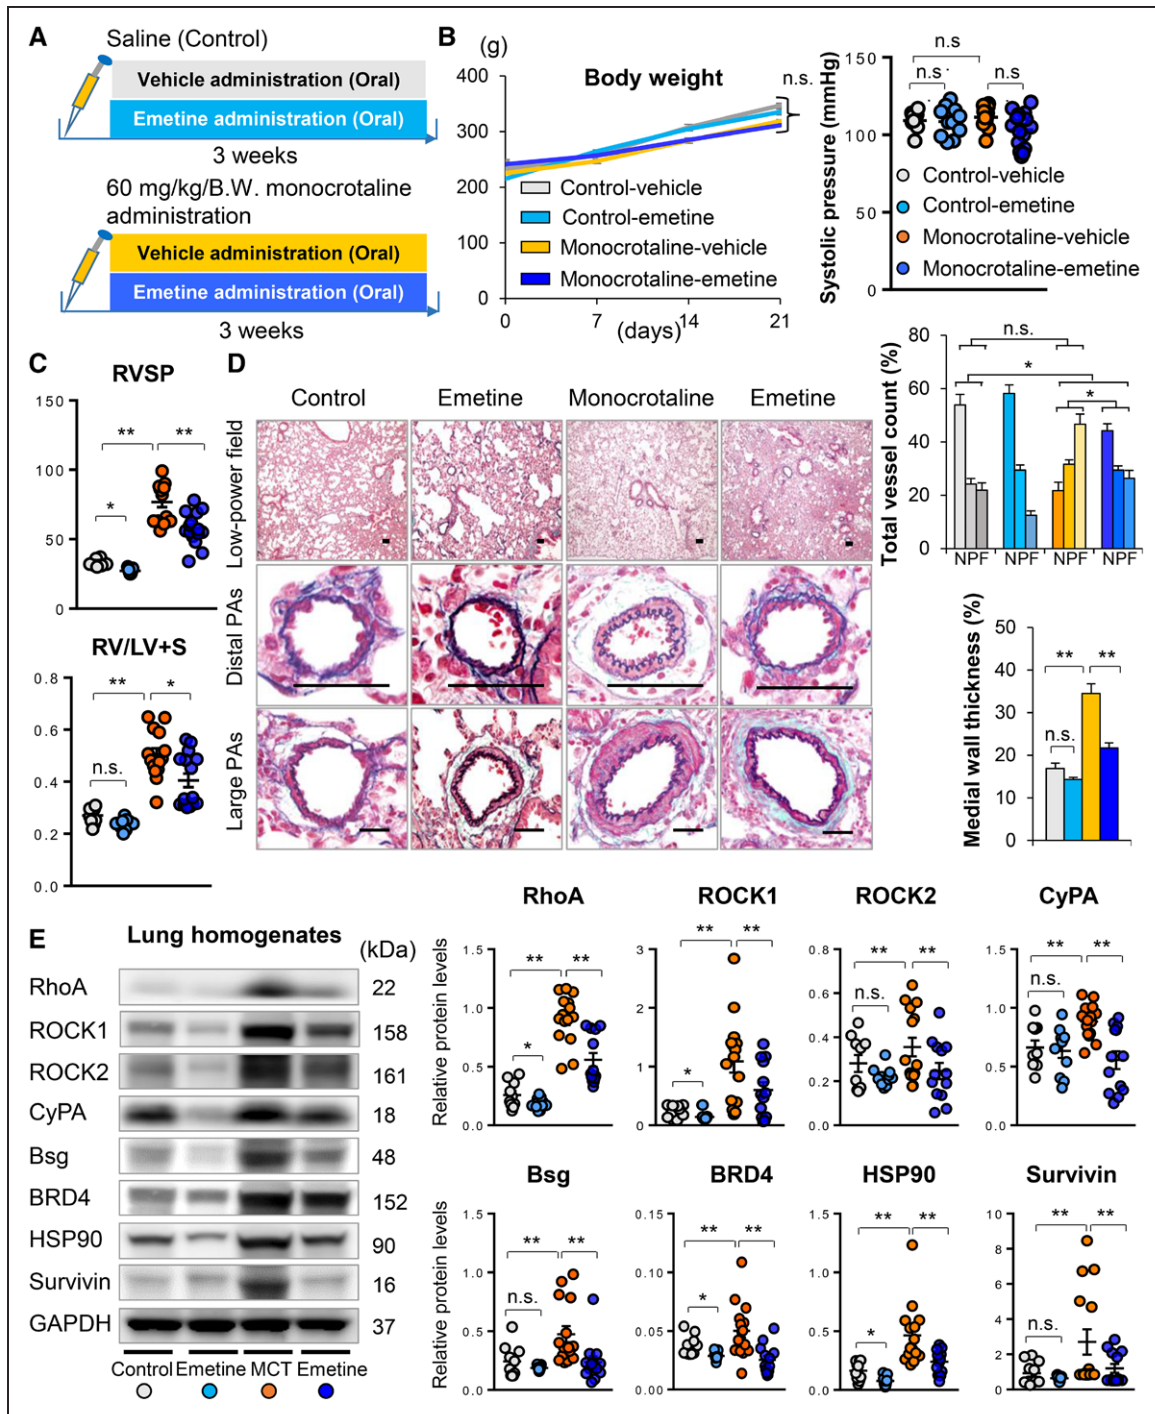 A
Saline (Control)
Vehicle administration (Oral)
Emetine administration (Oral)
3 weeks
60 mg/kg/B.W. monocrotaline
administration
Vehicle administration (Oral)
Emetine administration (Oral)
3 weeks
B
(g)
Body weight
n.s.
400
300
200
100
0
0
7
14
21
(days)
Control-vehicle
Control-emetine
Monocrotaline-vehicle
Monocrotaline-emetine
Systolic pressure (mmHg)
150
100
50
0
n.s
n.s
n.s
Control-vehicle
Control-emetine
Monocrotaline-vehicle
Monocrotaline-emetine
C
RVSP
150
100
50
0
**
**
*
RV/LV+S
0.8
0.6
0.4
0.2
0.0
**
*
n.s.
D
Control
Emetine
Monocrotaline
Emetine
Low-power field
Distal PAs
Large PAs
Total vessel count (%)
80
60
40
20
0
n.s.
*
*
NPF
NPF
NPF
NPF
Medial wall thickness (%)
50
40
30
20
10
0
**
**
n.s.
E
Lung homogenates
(kDa)
RhoA
22
ROCK1
158
ROCK2
161
CyPA
18
Bsg
48
BRD4
152
HSP90
90
Survivin
16
GAPDH
37
Control
Emetine
MCT
Emetine
Relative protein levels
RhoA
1.5
1.0
0.5
0.0
**
**
*
ROCK1
3
2
1
0
**
**
*
ROCK2
0.8
0.6
0.4
0.2
0.0
**
**
n.s.
CyPA
1.5
1.0
0.5
0.0
**
**
n.s.
Relative protein levels
Bsg
1.5
1.0
0.5
0.0
**
**
n.s.
BRD4
0.15
0.10
0.05
0.00
**
**
*
HSP90
1.5
1.0
0.5
0.0
**
**
*
Survivin
10
8
6
4
2
0
**
**
n.s.